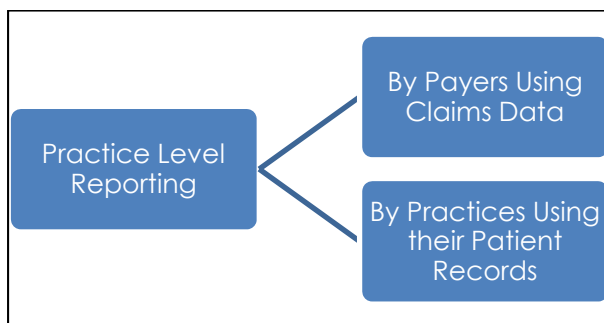 Practice Level
Reporting
By Payers Using
Claims Data
By Practices Using
their Patient
Records